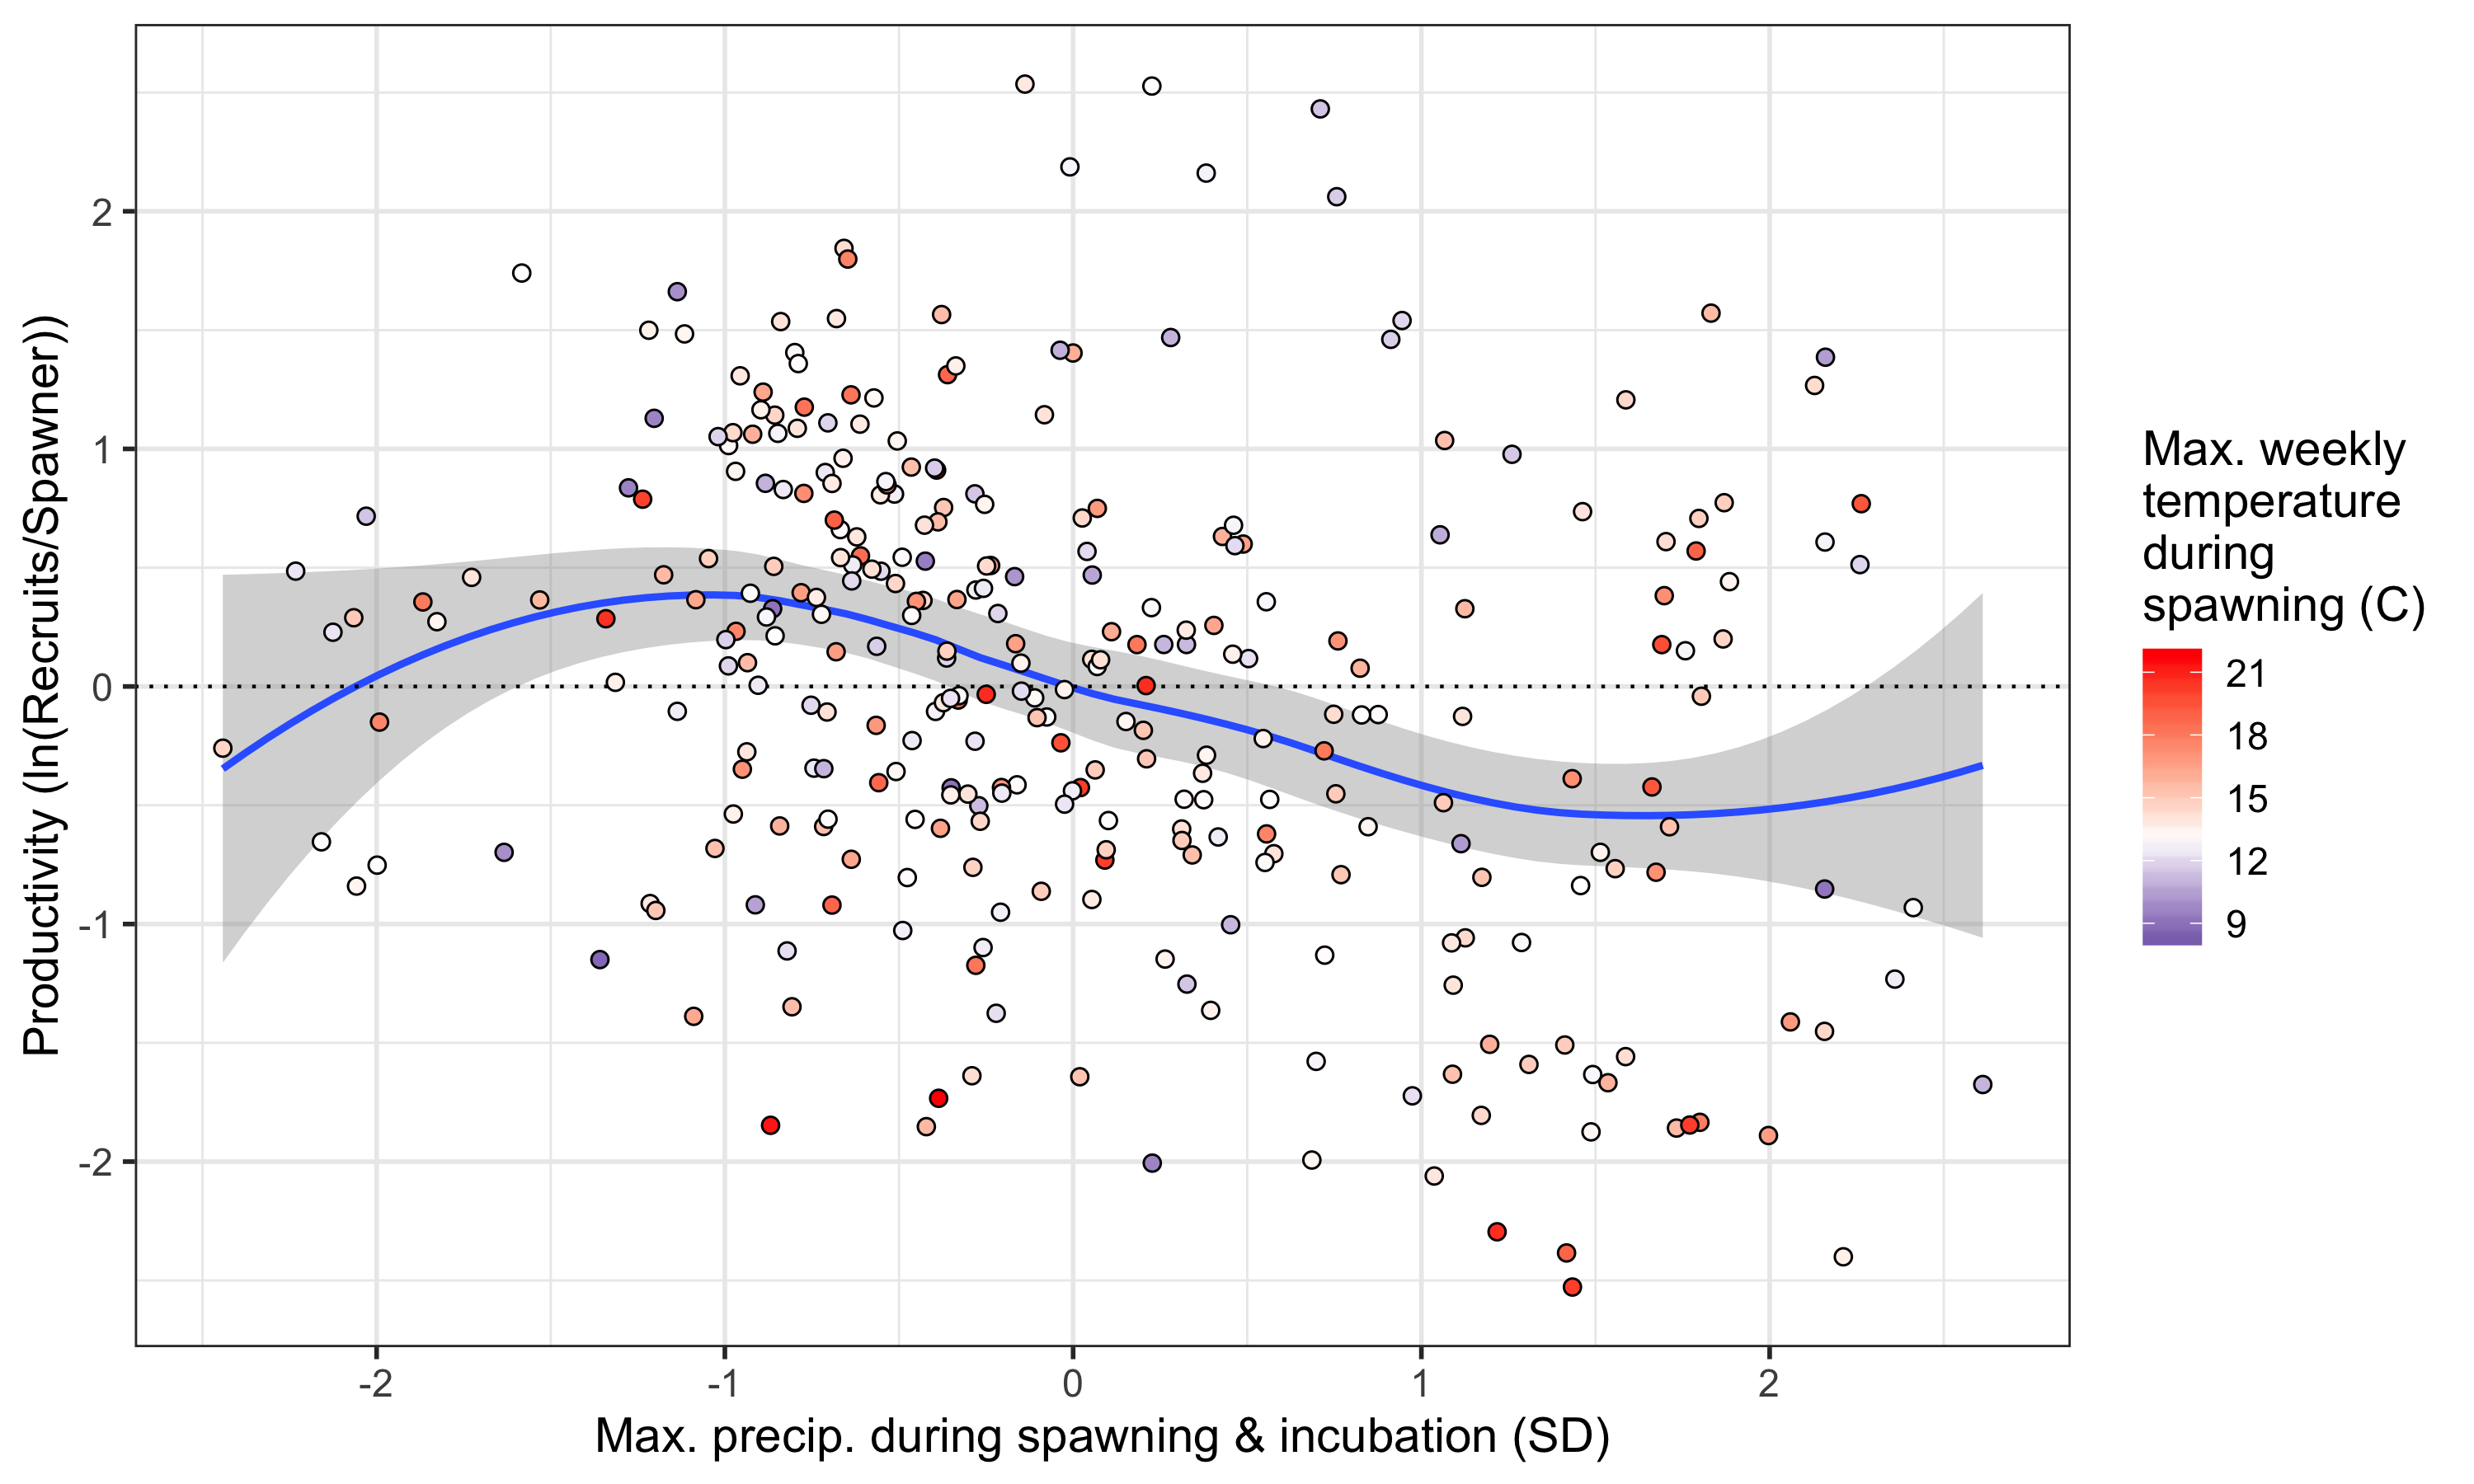 Productivity (ln(Recruits/Spawner))
2
1
0
-1
-2
-2
-1
0
1
2
Max. precip. during spawning & incubation (SD)
Max. weekly
temperature
during
spawning (C)
21
18
15
12
9